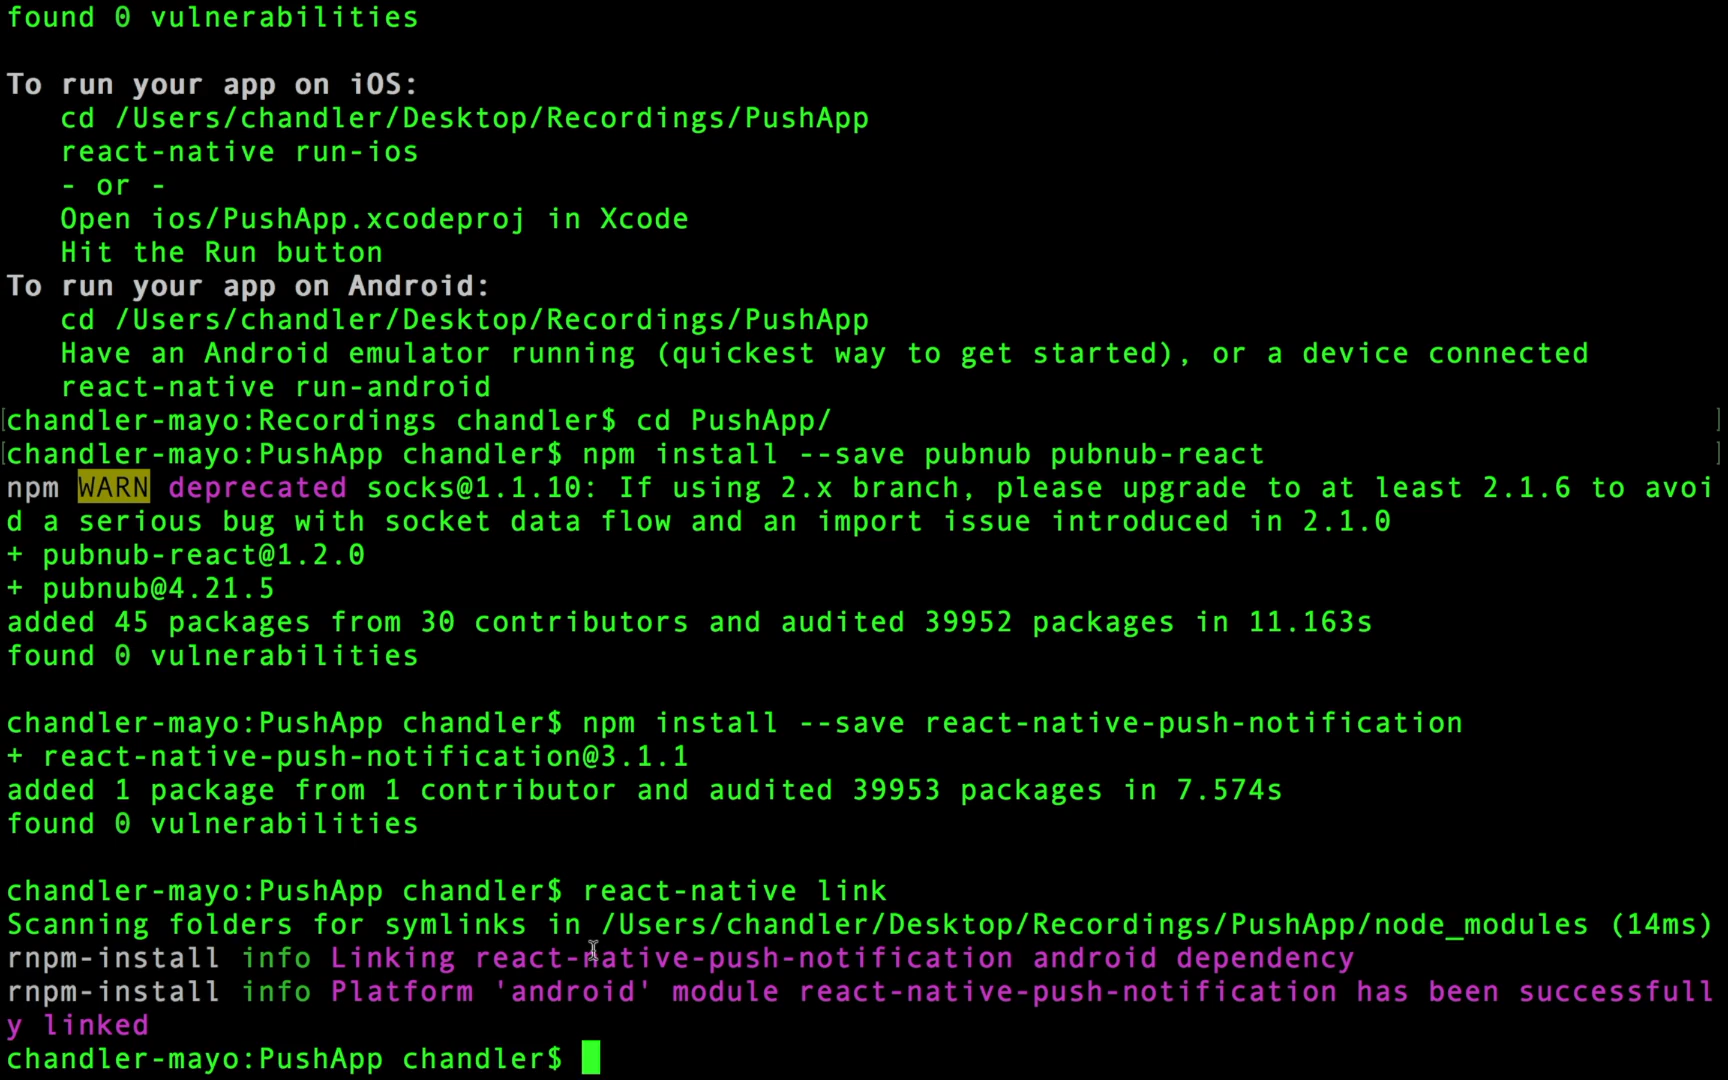 found 0 vulnerabilities
To run your app on iOS:
cd /Users/chandler/Desktop/Recordings/PushApp
react-native run-ios
- or -
Open ios/PushApp.xcodeproj in Xcode
Hit the Run button
To run your app on Android:
cd /Users/chandler/Desktop/Recordings/PushApp
Have an Android emulator running (quickest way to get started), or a device connected
react-native run-android
[chandler-mayo:Recordings chandler$ cd PushApp/ ]
[chandler-mayo:PushApp chandler$ npm install --save pubnub pubnub-react ]
npm WARN deprecated socks@1.1.10: If using 2.x branch, please upgrade to at least 2.1.6 to avoi
d a serious bug with socket data flow and an import issue introduced in 2.1.0
+ pubnub-react@1.2.0
+ pubnub@4.21.5
added 45 packages from 30 contributors and audited 39952 packages in 11.163s
found 0 vulnerabilities
chandler-mayo:PushApp chandler$ npm install --save react-native-push-notification
+ react-native-push-notification@3.1.1
added 1 package from 1 contributor and audited 39953 packages in 7.574s
found 0 vulnerabilities
chandler-mayo:PushApp chandler$ react-native link
Scanning folders for symlinks in /Users/chandler/Desktop/Recordings/PushApp/node_modules (14ms)
rnpm-install info Linking react-native-push-notification android dependency
rnpm-install info Platform 'android' module react-native-push-notification has been successfull
y linked
chandler-mayo:PushApp chandler$